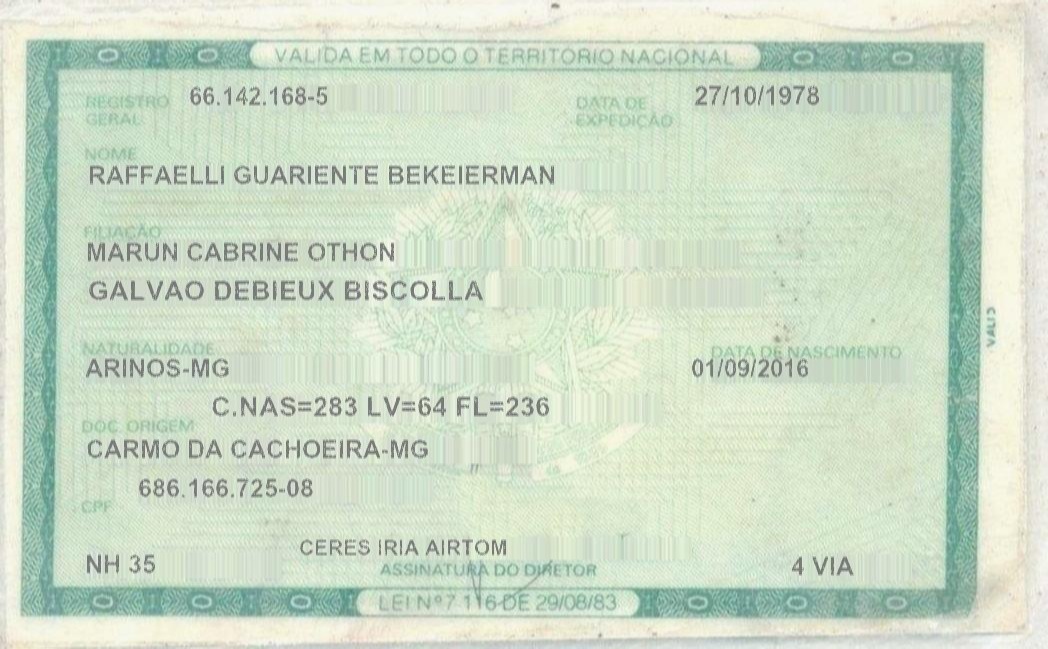 VALIDA EM TODO O TERRITÓRIO NACIONAL
REGISTRO GERAL 66.142.168-5 DATA DE EXPEDIÇÃO 27/10/1978
NOME
RAFFAELLI GUARIENTE BEKEIERMAN
FILIAÇÃO
MARUN CABRINE OTHON
GALVAO DEBIEUX BISCOLLA
NATURALIDADE DATA DE NASCIMENTO
ARINOS-MG 01/09/2016
C.NAS=283 LV=64 FL=236
DOC. ORIGEM
CARMO DA CACHOEIRA-MG
686.166.725-08
CPF
CERES IRIA AIRTOM
NH 35 4 VIA
ASSINATURA DO DIRETOR
LEI Nº 7.116 DE 29/08/83